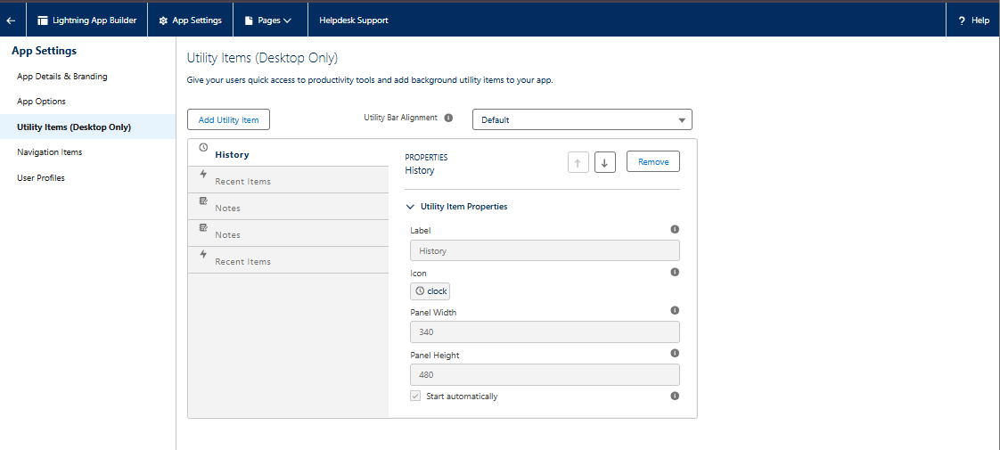 Lightning App Builder
App Settings
Pages
Helpdesk Support
? Help
App Settings
App Details & Branding
App Options
Utility Items (Desktop Only)
Navigation Items
User Profiles
Utility Items (Desktop Only)
Give your users quick access to productivity tools and add background utility items to your app.
Add Utility Item
Utility Bar Alignment
Default
History
Recent Items
Notes
Notes
Recent Items
PROPERTIES
History
Remove
Utility Item Properties
Label
History
Icon
clock
Panel Width
340
Panel Height
480
Start automatically